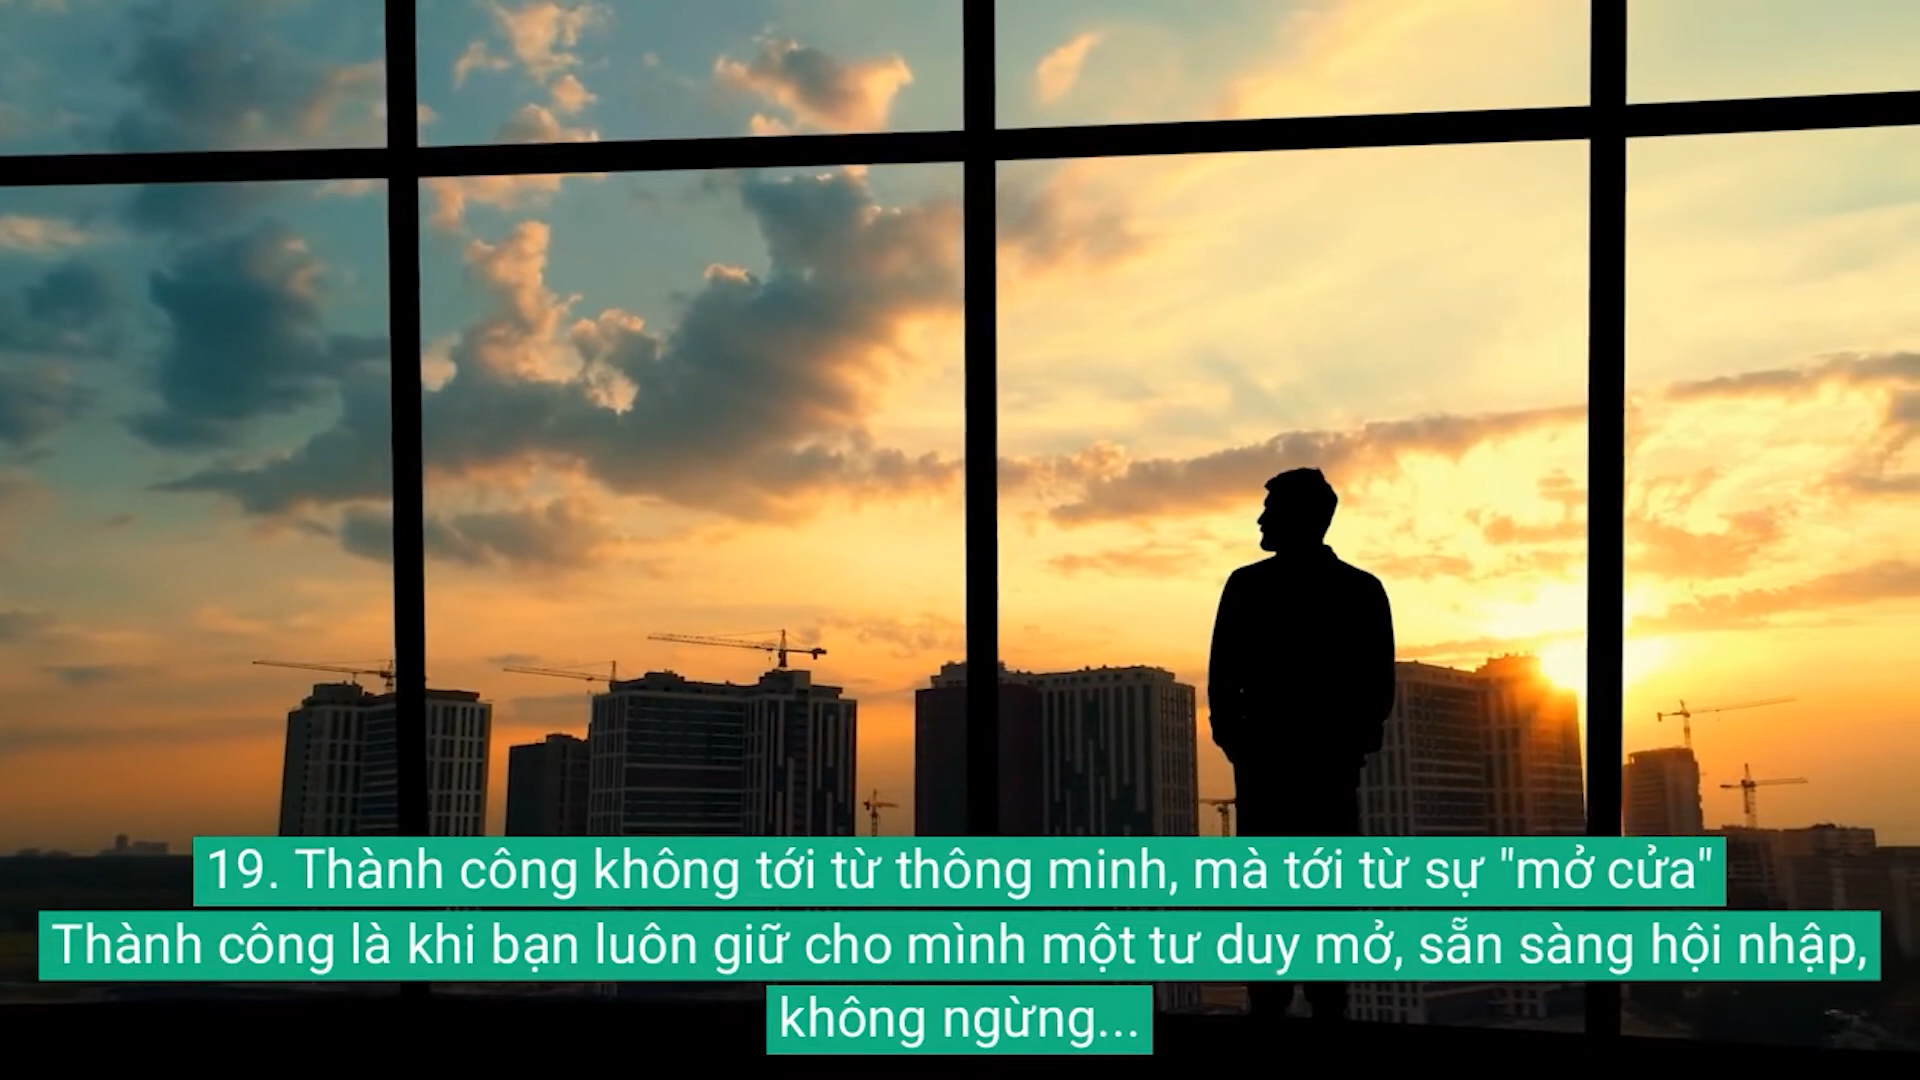 19. Thành công không tới từ thông minh, mà tới từ sự "mở cửa"
Thành công là khi bạn luôn giữ cho mình một tư duy mở, sẵn sàng hội nhập,
không ngừng...